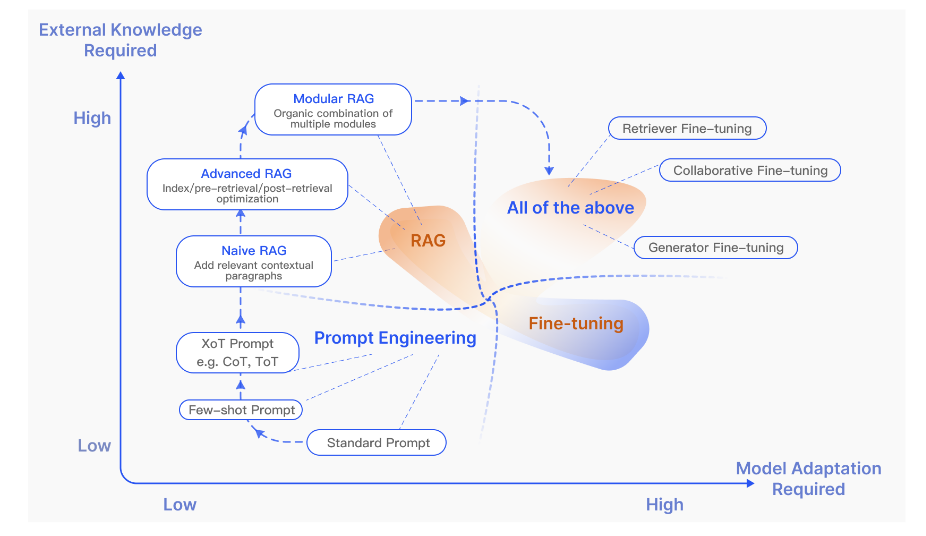 External Knowledge
Required
High
Modular RAG
Organic combination of
multiple modules
Retriever Fine-tuning
Collaborative Fine-tuning
Advanced RAG
Index/pre-retrieval/post-retrieval
optimization
All of the above
RAG
Generator Fine-tuning
Naive RAG
Add relevant contextual
paragraphs
Fine-tuning
Prompt Engineering
XoT Prompt
e.g. CoT, ToT
Few-shot Prompt
Standard Prompt
Low
Model Adaptation
Required
Low
High